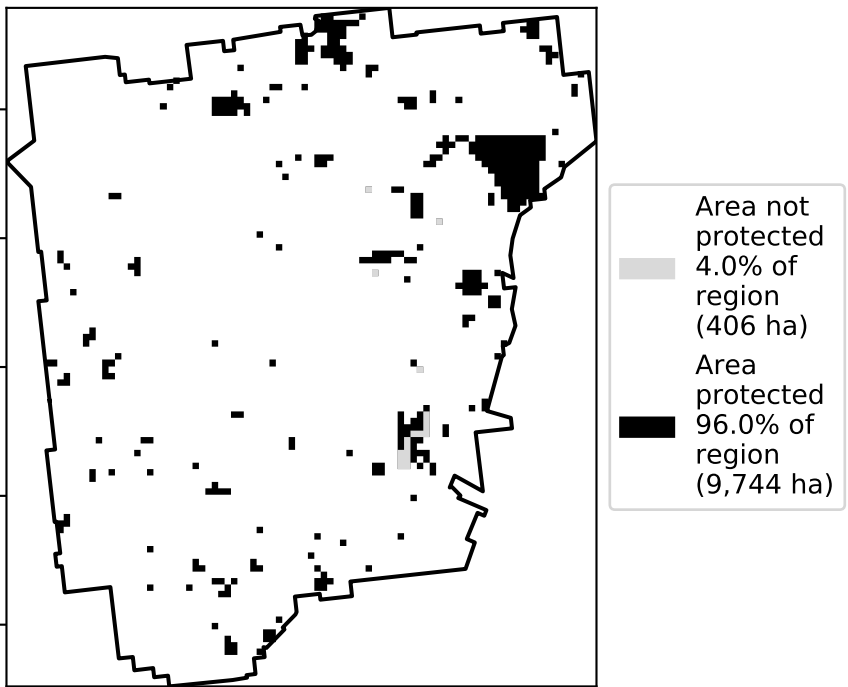 Area not
protected
4.0% of
region
(406 ha)
Area
protected
96.0% of
region
(9,744 ha)